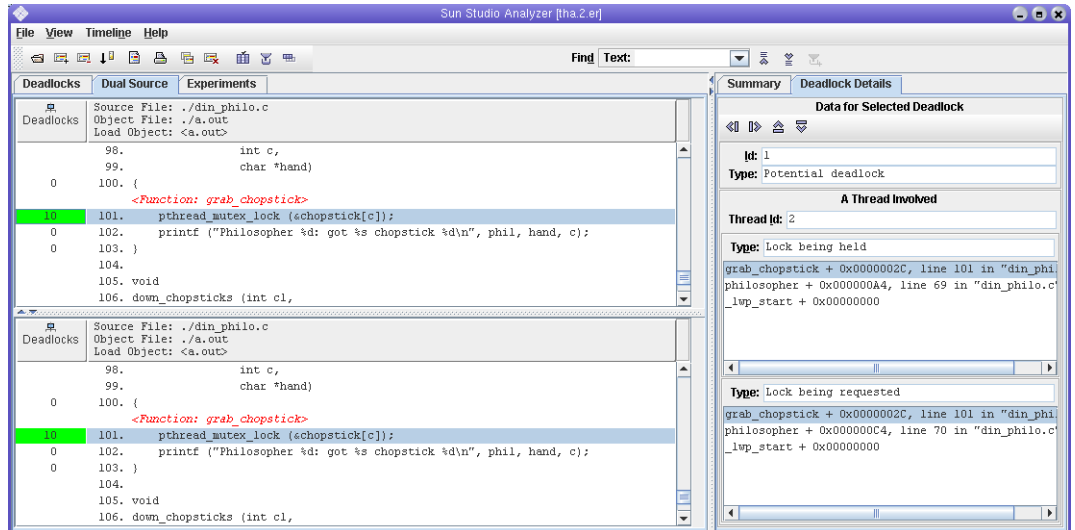 Sun Studio Analyzer [tha.2.er]
File View Timeline Help
Find Text:
Deadlocks Dual Source Experiments
Deadlocks
Source File: ./din_philo.c
Object File: ./a.out
Load Object: <a.out>
98. int c,
99. char *hand)
0 100. {
<Function: grab_chopstick>
10 101. pthread_mutex_lock (&chopstick[c]);
0 102. printf ("Philosopher %d: got %s chopstick %d\n", phil, hand, c);
0 103. }
104.
105. void
106. down_chopsticks (int c1,
Deadlocks
Source File: ./din_philo.c
Object File: ./a.out
Load Object: <a.out>
98. int c,
99. char *hand)
0 100. {
<Function: grab_chopstick>
10 101. pthread_mutex_lock (&chopstick[c]);
0 102. printf ("Philosopher %d: got %s chopstick %d\n", phil, hand, c);
0 103. }
104.
105. void
106. down_chopsticks (int c1,
Summary Deadlock Details
Data for Selected Deadlock
Id: 1
Type: Potential deadlock
A Thread Involved
Thread Id: 2
Type: Lock being held
grab_chopstick + 0x0000002C, line 101 in "din_phi
philosopher + 0x000000A4, line 69 in "din_philo.c"
_lwp_start + 0x00000000
Type: Lock being requested
grab_chopstick + 0x0000002C, line 101 in "din_phi
philosopher + 0x000000C4, line 70 in "din_philo.c"
_lwp_start + 0x00000000